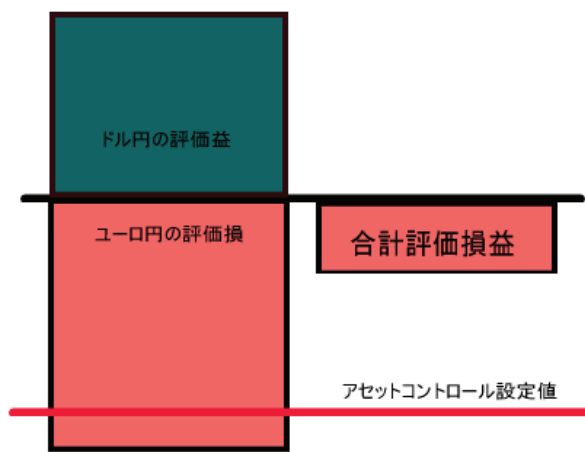 ドル円の評価益
ユーロ円の評価損
合計評価損益
アセットコントロール設定値